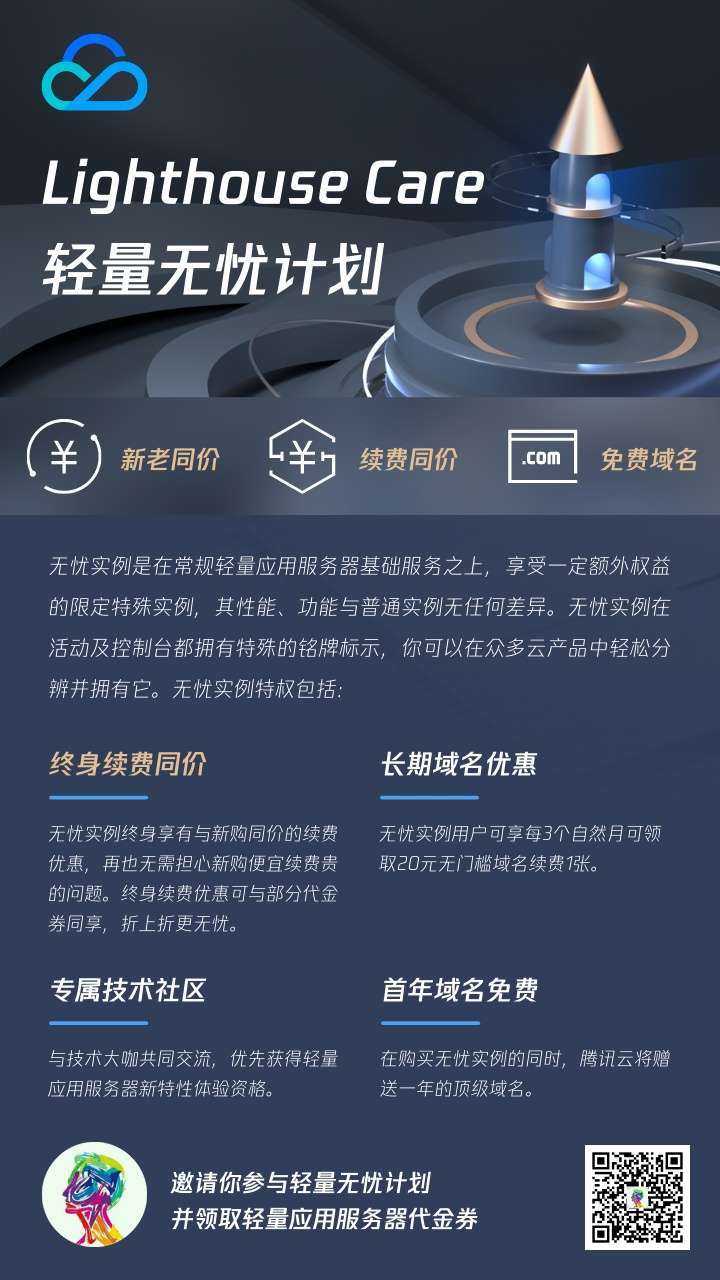 Lighthouse Care
轻量无忧计划
¥ 新老同价
¥ 续费同价
.com 免费域名
无忧实例是在常规轻量应用服务器基础服务之上，享受一定额外权益
的限定特殊实例，其性能、功能与普通实例无任何差异。无忧实例在
活动及控制台都拥有特殊的铭牌标示，你可以在众多云产品中轻松分
辨并拥有它。无忧实例特权包括:
终身续费同价
无忧实例终身享有与新购同价的续费
优惠，再也无需担心新购便宜续费贵
的问题。终身续费优惠可与部分代金
券同享，折上折更无忧。
长期域名优惠
无忧实例用户可享每3个自然月可领
取20元无门槛域名续费1张。
专属技术社区
与技术大咖共同交流，优先获得轻量
应用服务器新特性体验资格。
首年域名免费
在购买无忧实例的同时，腾讯云将赠
送一年的顶级域名。
邀请你参与轻量无忧计划
并领取轻量应用服务器代金券